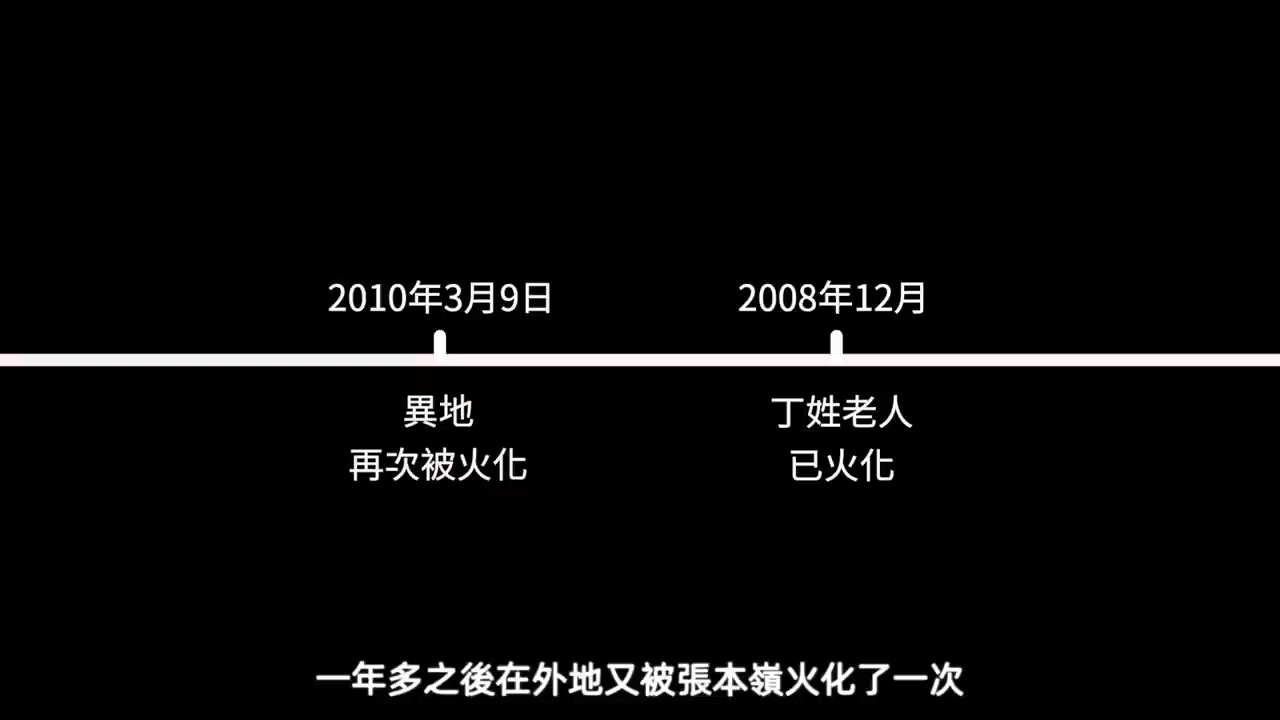 2010年3月9日
異地
再次被火化
2008年12月
丁姓老人
已火化
一年多之後在外地又被張本嶺火化了一次